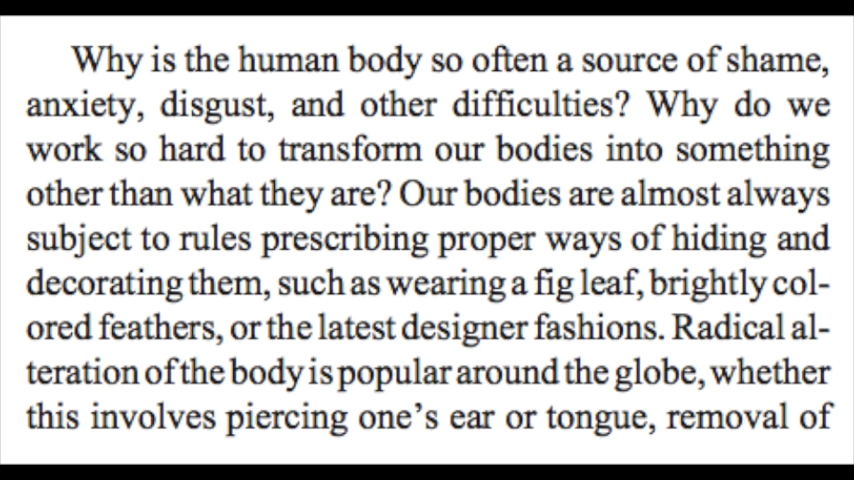 Why is the human body so often a source of shame,
anxiety, disgust, and other difficulties? Why do we
work so hard to transform our bodies into something
other than what they are? Our bodies are almost always
subject to rules prescribing proper ways of hiding and
decorating them, such as wearing a fig leaf, brightly col-
ored feathers, or the latest designer fashions. Radical al-
teration of the body is popular around the globe, whether
this involves piercing one’s ear or tongue, removal of